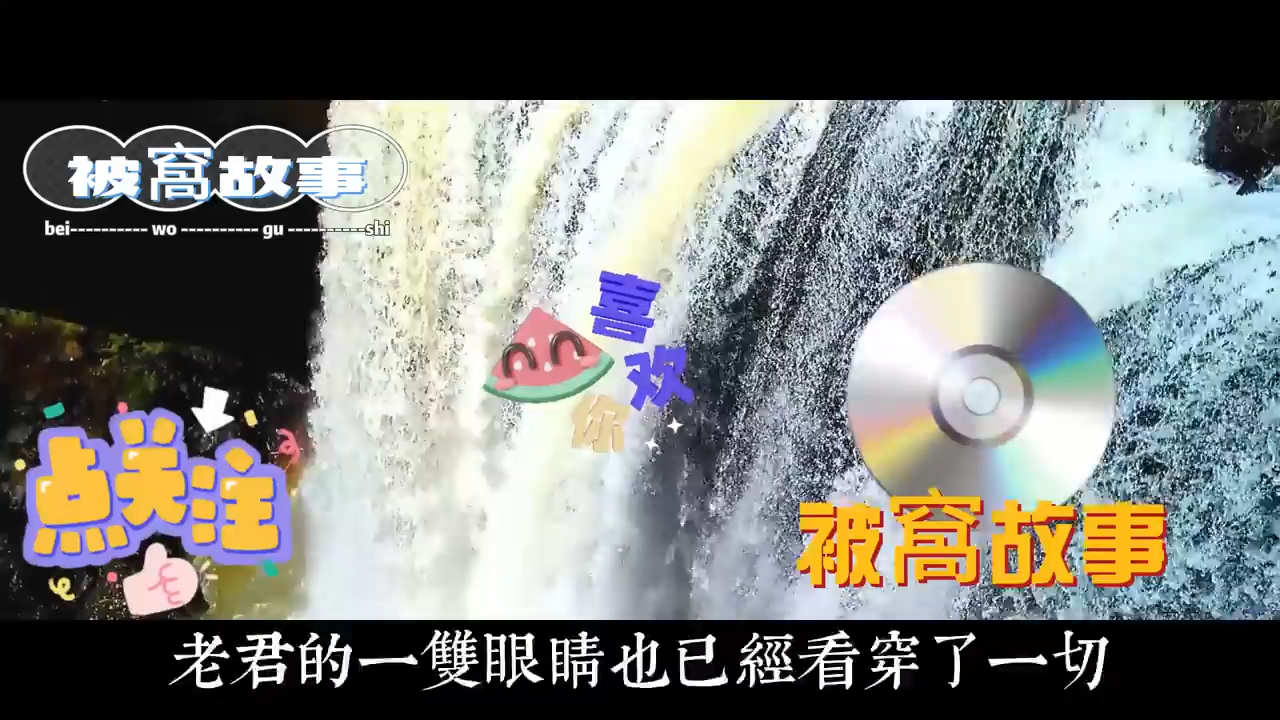 被窩故事
bei---------- wo ---------- gu ----------shi
喜
欢
你
点关注
被窩故事
老君的一雙眼睛也已經看穿了一切